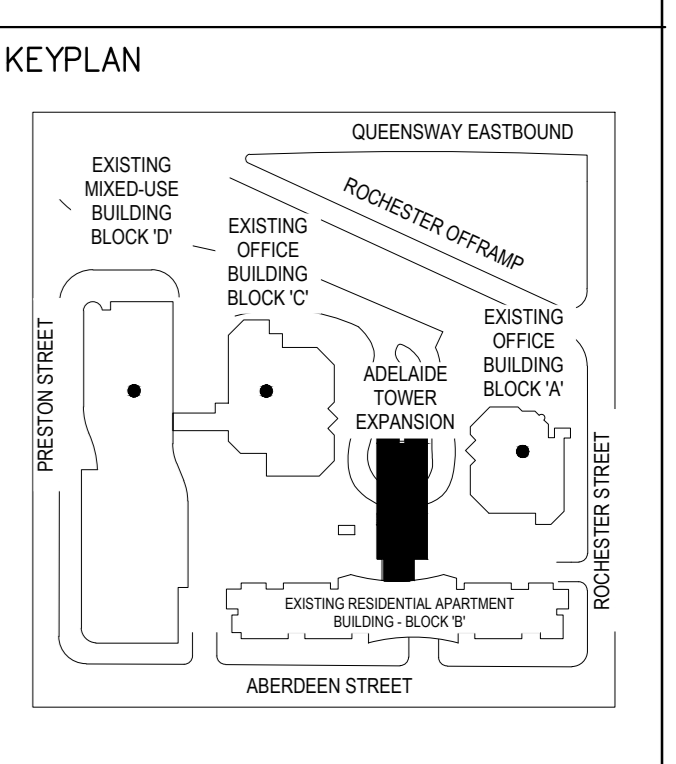 KEYPLAN
QUEENSWAY EASTBOUND
ROCHESTER OFFRAMP
EXISTING
MIXED-USE
BUILDING
BLOCK 'D'
EXISTING
OFFICE
BUILDING
BLOCK 'C'
EXISTING
OFFICE
BUILDING
BLOCK 'A'
ADELAIDE
TOWER
EXPANSION
PRESTON STREET
ROCHESTER STREET
EXISTING RESIDENTIAL APARTMENT
BUILDING - BLOCK 'B'
ABERDEEN STREET